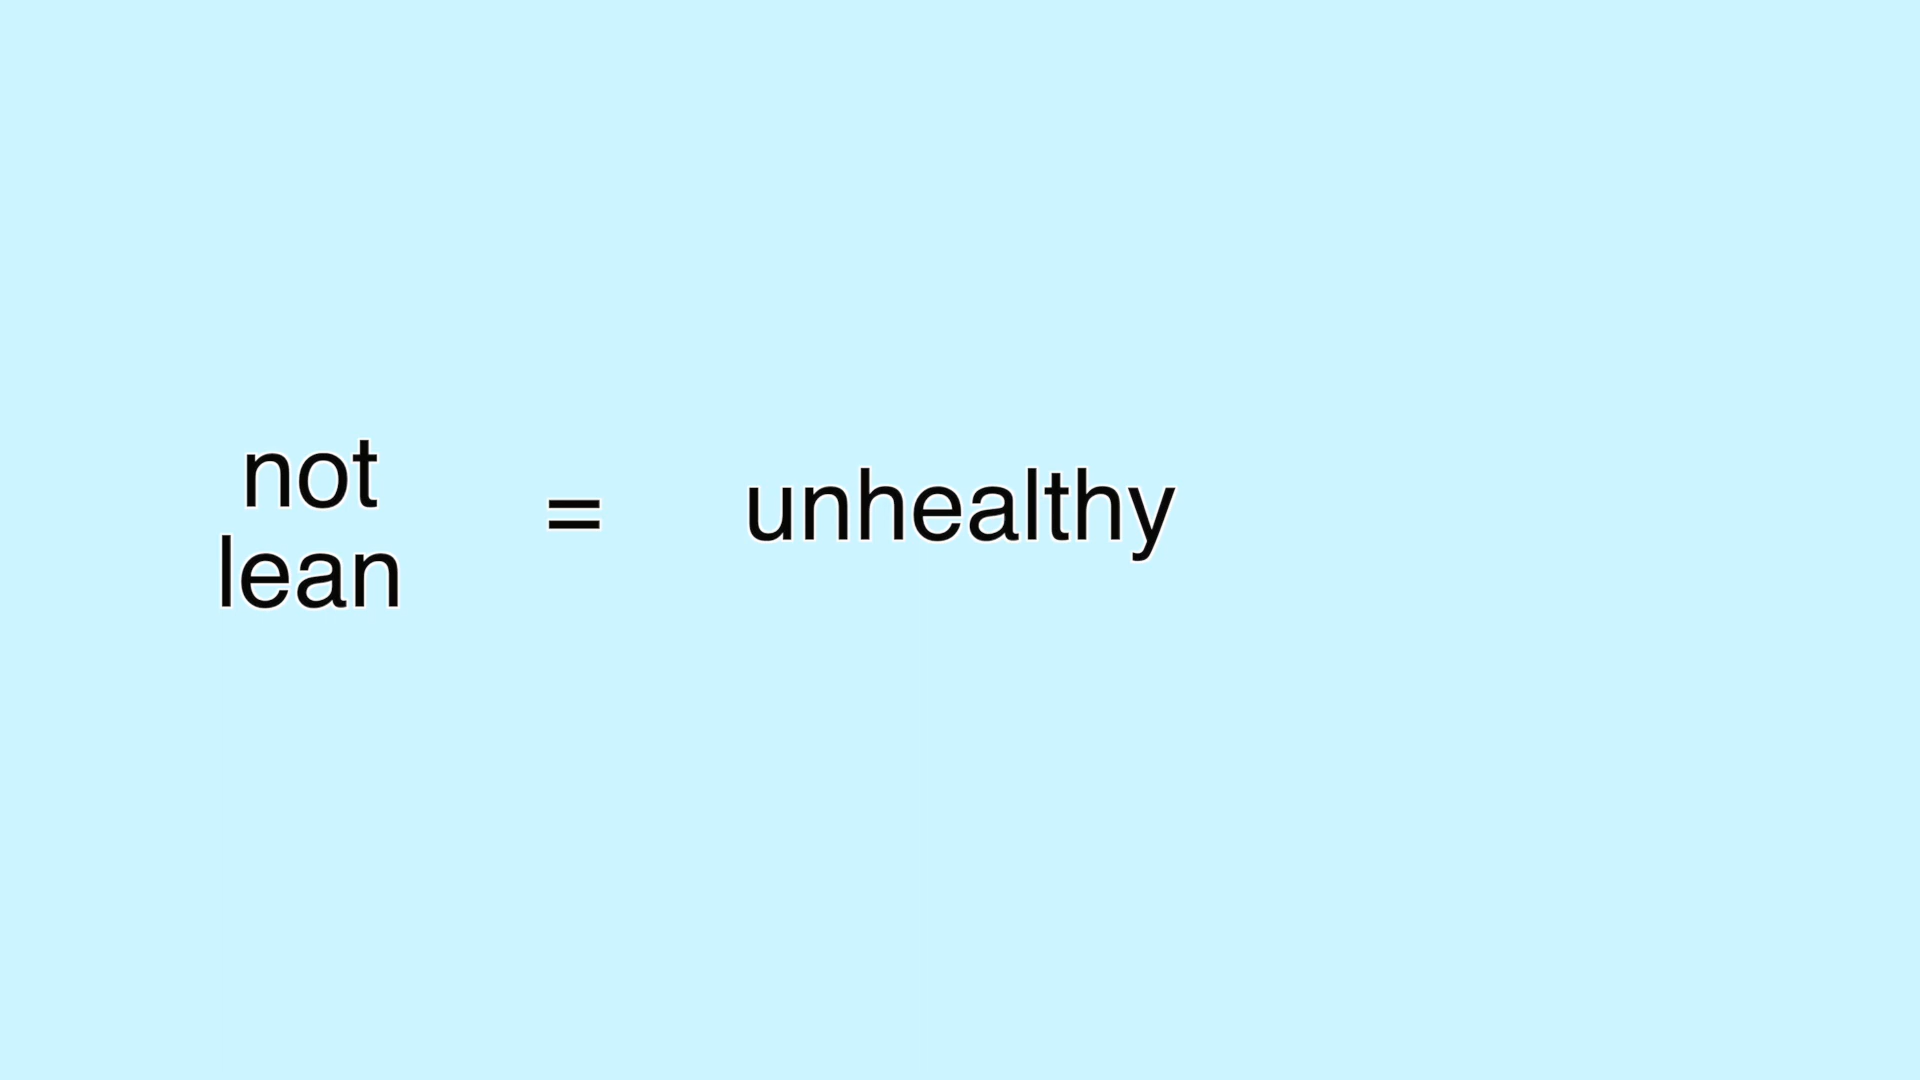 not
lean
=
unhealthy